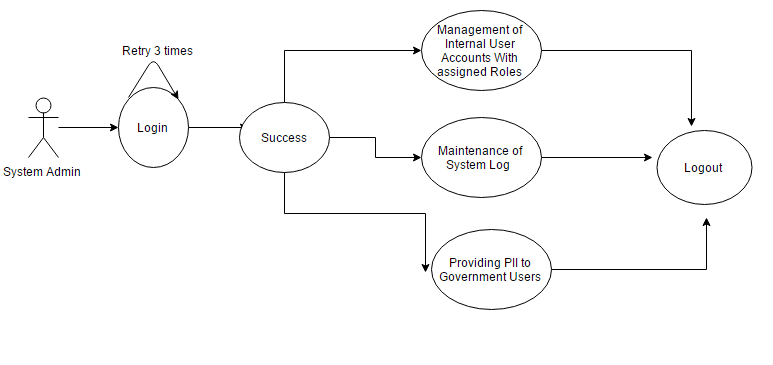 Retry 3 times
Login
System Admin
Success
Management of
Internal User
Accounts With
assigned Roles
Maintenance of
System Log
Providing PII to
Government Users
Logout